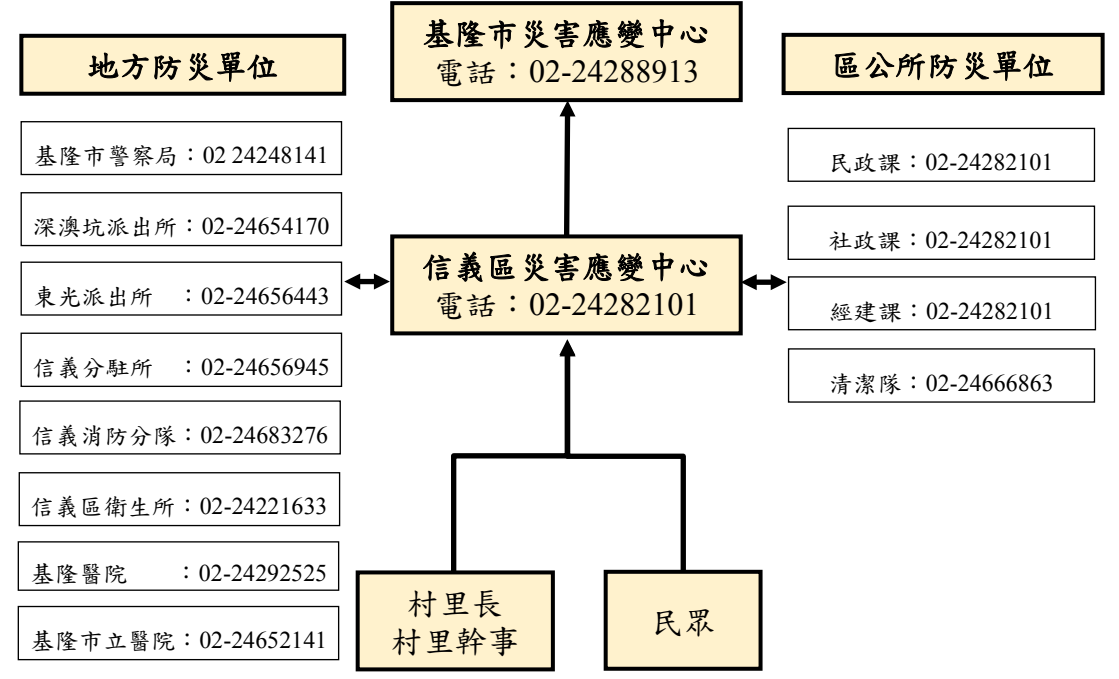 基隆市災害應變中心
電話：02-24288913
地方防災單位
基隆市警察局：02 24248141
深澳坑派出所：02-24654170
東光派出所　：02-24656443
信義分駐所　：02-24656945
信義消防分隊：02-24683276
信義區衛生所：02-24221633
基隆醫院　　：02-24292525
基隆市立醫院：02-24652141
信義區災害應變中心
電話：02-24282101
區公所防災單位
民政課：02-24282101
社政課：02-24282101
經建課：02-24282101
清潔隊：02-24666863
村里長
村里幹事
民眾